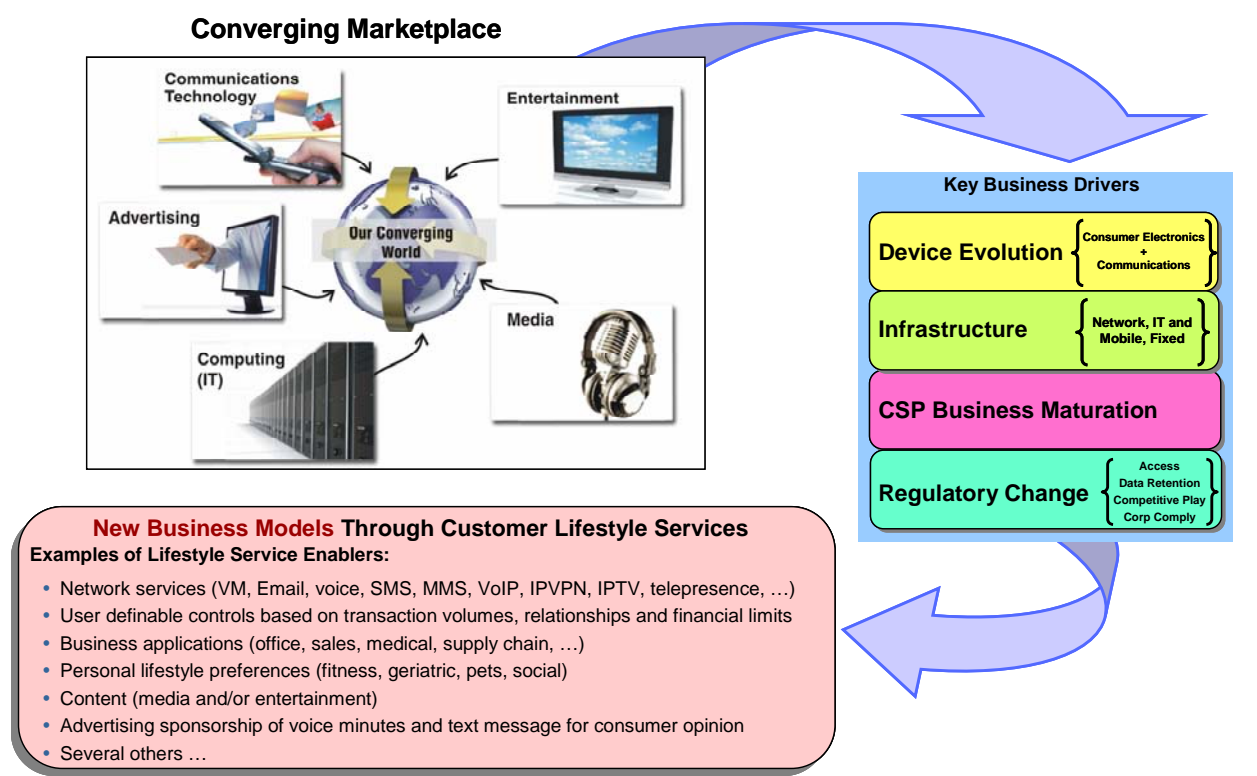 Converging Marketplace
Communications
Technology
Entertainment
Advertising
Our Converging
World
Media
Computing
(IT)
Key Business Drivers
Device Evolution
Consumer Electronics
+
Communications
Infrastructure
Network, IT and
Mobile, Fixed
CSP Business Maturation
Regulatory Change
Access
Data Retention
Competitive Play
Corp Comply
New Business Models Through Customer Lifestyle Services
Examples of Lifestyle Service Enablers:
• Network services (VM, Email, voice, SMS, MMS, VoIP, IPVPN, IPTV, telepresence, …)
• User definable controls based on transaction volumes, relationships and financial limits
• Business applications (office, sales, medical, supply chain, …)
• Personal lifestyle preferences (fitness, geriatric, pets, social)
• Content (media and/or entertainment)
• Advertising sponsorship of voice minutes and text message for consumer opinion
• Several others …